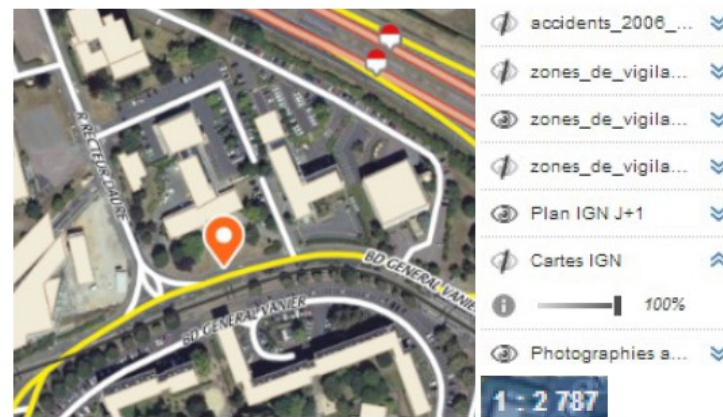 R RECTEUR DAURE
BD GENERAL VANIER
BD GENERAL VANIER
accidents_2006_...
zones_de_vigila...
zones_de_vigila...
zones_de_vigila...
Plan IGN J+1
Cartes IGN
100%
Photographies a...
1 : 2 787